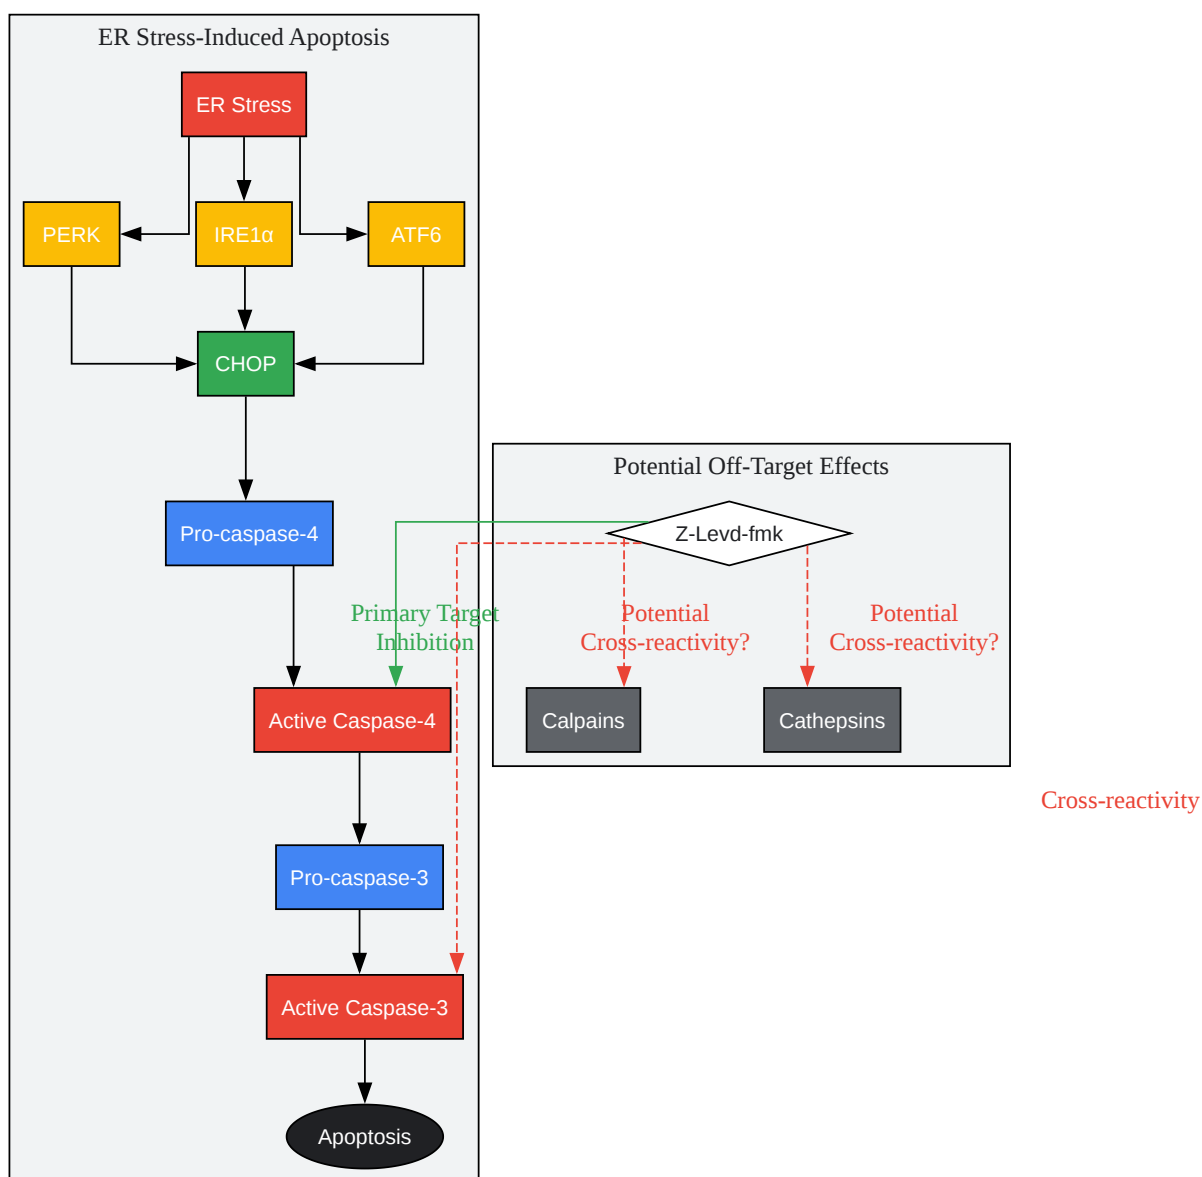 ER Stress-Induced Apoptosis
ER Stress
PERK
IRE1α
ATF6
CHOP
Pro-caspase-4
Potential Off-Target Effects
Z-Levd-fmk
Primary Target
Inhibition
Potential
Cross-reactivity?
Potential
Cross-reactivity?
Active Caspase-4
Calpains
Cathepsins
Cross-reactivity
Pro-caspase-3
Active Caspase-3
Apoptosis